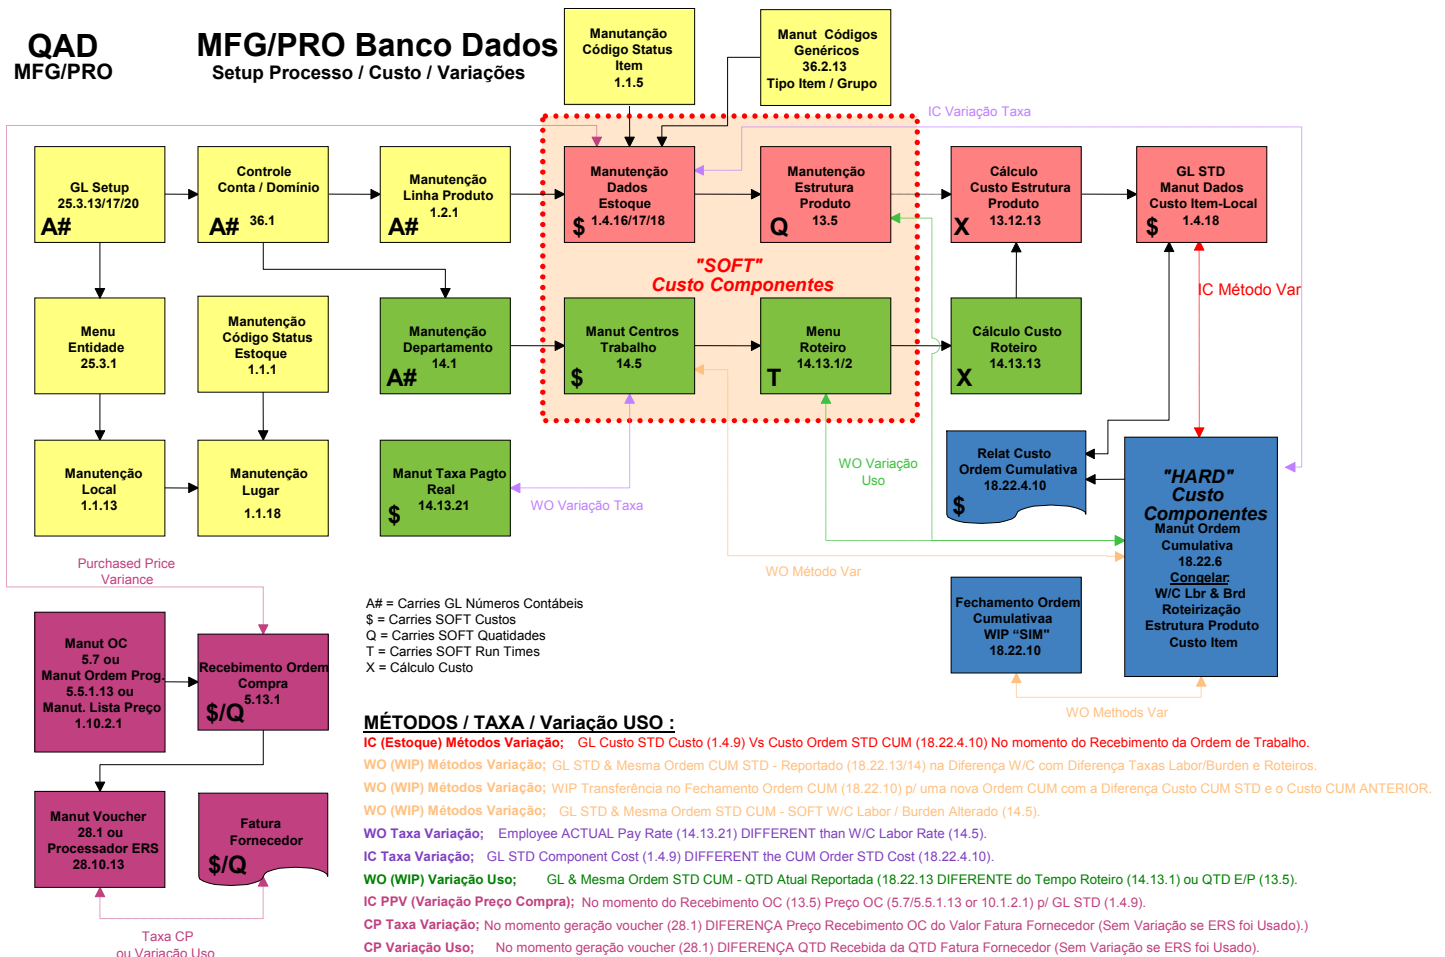 QAD
MFG/PRO
MFG/PRO Banco Dados
Setup Processo / Custo / Variações
Manutanção
Código Status
Item
1.1.5
Manut Códigos
Genéricos
36.2.13
Tipo Item / Grupo
IC Variação Taxa
GL Setup
25.3.13/17/20
A#
Controle
Conta / Domínio
36.1
A#
Manutenção
Linha Produto
1.2.1
A#
Manutenção
Dados
Estoque
1.4.16/17/18
$
Manutenção
Estrutura
Produto
13.5
Q
Cálculo
Custo Estrutura
Produto
13.12.13
X
GL STD
Manut Dados
Custo Item-Local
1.4.18
$
"SOFT"
Custo Componentes
IC Método Var
Menu
Entidade
25.3.1
Manutenção
Código Status
Estoque
1.1.1
Manutenção
Departamento
14.1
A#
Manut Centros
Trabalho
14.5
$
Menu
Roteiro
14.13.1/2
T
Cálculo Custo
Roteiro
14.13.13
X
Manutenção
Local
1.1.13
Manutenção
Lugar
1.1.18
Manut Taxa Pagto
Real
14.13.21
$
WO Variação Taxa
WO Variação
Uso
Relat Custo
Ordem Cumulativa
18.22.4.10
$
"HARD"
Custo
Componentes
Manut Ordem
Cumulativa
18.22.6
Congelar:
W/C Lbr & Brd
Roteirização
Estrutura Produto
Custo Item
WO Método Var
Purchased Price
Variance
Fechamento Ordem
Cumulativaa
WIP “SIM"
18.22.10
WO Methods Var
A# = Carries GL Números Contábeis
$ = Carries SOFT Custos
Q = Carries SOFT Quatidades
T = Carries SOFT Run Times
X = Cálculo Custo
Manut OC
5.7 ou
Manut Ordem Prog.
5.5.1.13 ou
Manut. Lista Preço
1.10.2.1
Recebimento Ordem
Compra
5.13.1
$/Q
Manut Voucher
28.1 ou
Processador ERS
28.10.13
Fatura
Fornecedor
$/Q
Taxa CP
ou Variação Uso
MÉTODOS / TAXA / Variação USO :
IC (Estoque) Métodos Variação; GL Custo STD Custo (1.4.9) Vs Custo Ordem STD CUM (18.22.4.10) No momento do Recebimento da Ordem de Trabalho.
WO (WIP) Métodos Variação; GL STD & Mesma Ordem CUM STD - Reportado (18.22.13/14) na Diferença W/C com Diferença Taxas Labor/Burden e Roteiros.
WO (WIP) Métodos Variação; WIP Transferência no Fechamento Ordem CUM (18.22.10) p/ uma nova Ordem CUM com a Diferença Custo CUM STD e o Custo CUM ANTERIOR.
WO (WIP) Métodos Variação; GL STD & Mesma Ordem STD CUM - SOFT W/C Labor / Burden Alterado (14.5).
WO Taxa Variação; Employee ACTUAL Pay Rate (14.13.21) DIFFERENT than W/C Labor Rate (14.5).
IC Taxa Variação; GL STD Component Cost (1.4.9) DIFFERENT the CUM Order STD Cost (18.22.4.10).
WO (WIP) Variação Uso; GL & Mesma Ordem STD CUM - QTD Atual Reportada (18.22.13 DIFERENTE do Tempo Roteiro (14.13.1) ou QTD E/P (13.5).
IC PPV (Variação Preço Compra); No momento do Recebimento OC (13.5) Preço OC (5.7/5.5.1.13 or 10.1.2.1) p/ GL STD (1.4.9).
CP Taxa Variação; No momento geração voucher (28.1) DIFERENÇA Preço Recebimento OC do Valor Fatura Fornecedor (Sem Variação se ERS foi Usado).)
CP Variação Uso; No momento geração voucher (28.1) DIFERENÇA QTD Recebida da QTD Fatura Fornecedor (Sem Variação se ERS foi Usado).